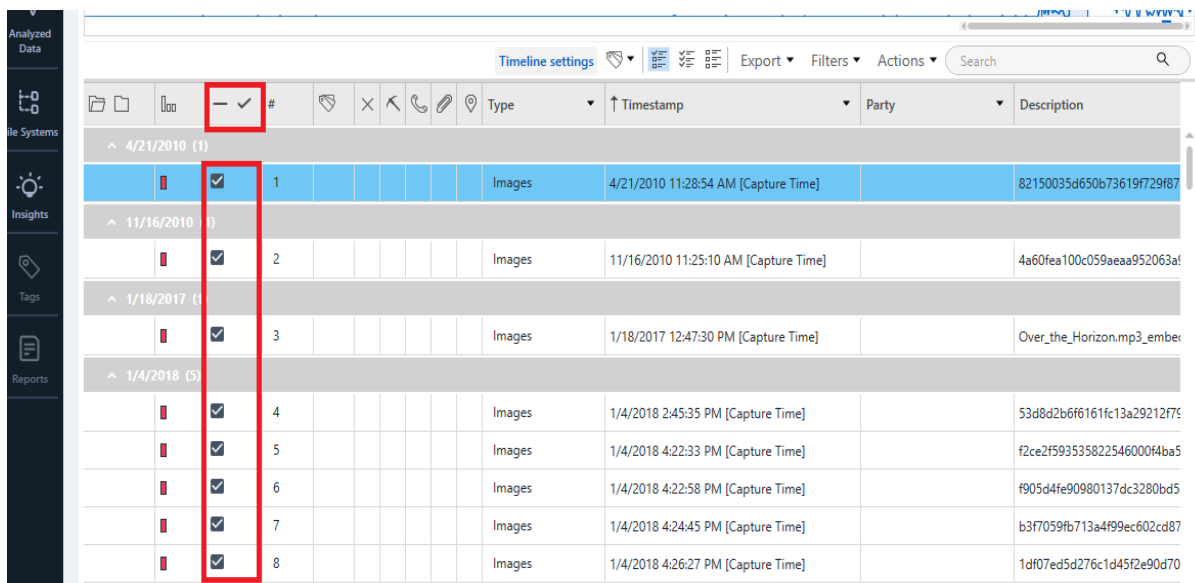 Analyzed
Data
Timeline settings Export Filters Actions Search
ile Systems
# Type Timestamp Party Description
4/21/2010 (1)
1 Images 4/21/2010 11:28:54 AM [Capture Time] 82150035d650b73619f729f87
Insights
11/16/2010
2 Images 11/16/2010 11:25:10 AM [Capture Time] 4a60fea100c059aeaa952063a
Tags
1/18/2017 (1)
3 Images 1/18/2017 12:47:30 PM [Capture Time] Over_the_Horizon.mp3_embe
Reports
1/4/2018 (5)
4 Images 1/4/2018 2:45:35 PM [Capture Time] 53d8d2b6f6161fc13a29212f79
5 Images 1/4/2018 4:22:33 PM [Capture Time] f2ce2f593535822546000f4ba5
6 Images 1/4/2018 4:22:58 PM [Capture Time] f905d4fe90980137dc3280bd5
7 Images 1/4/2018 4:24:45 PM [Capture Time] b3f7059fb713a4f99ec602cd87
8 Images 1/4/2018 4:26:27 PM [Capture Time] 1df07ed5d276c1d45f2e90d70